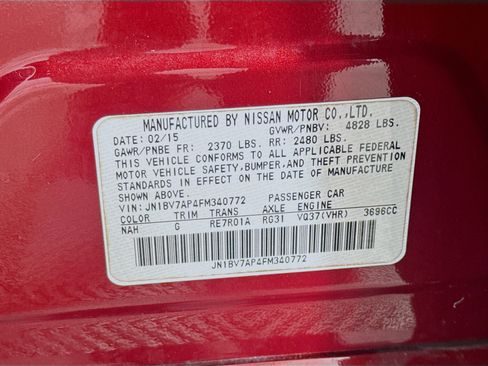 MANUFACTURED BY NISSAN MOTOR CO.,LTD.
DATE: 02/15 GVWR/PNBV: 4828 LBS.
GAWR/PNBE FR: 2370 LBS. RR: 2480 LBS.
THIS VEHICLE CONFORMS TO ALL APPLICABLE FEDERAL
MOTOR VEHICLE SAFETY,BUMPER,AND THEFT PREVENTION
STANDARDS IN EFFECT ON THE DATE OF MANUFACTURE
SHOWN ABOVE.
VIN: JN1BV7AP4FM340772 PASSENGER CAR
COLOR TRIM TRANS AXLE ENGINE
NAH G RE7R01A RG31 VQ37(VHR) 3696CC
JN1BV7AP4FM340772